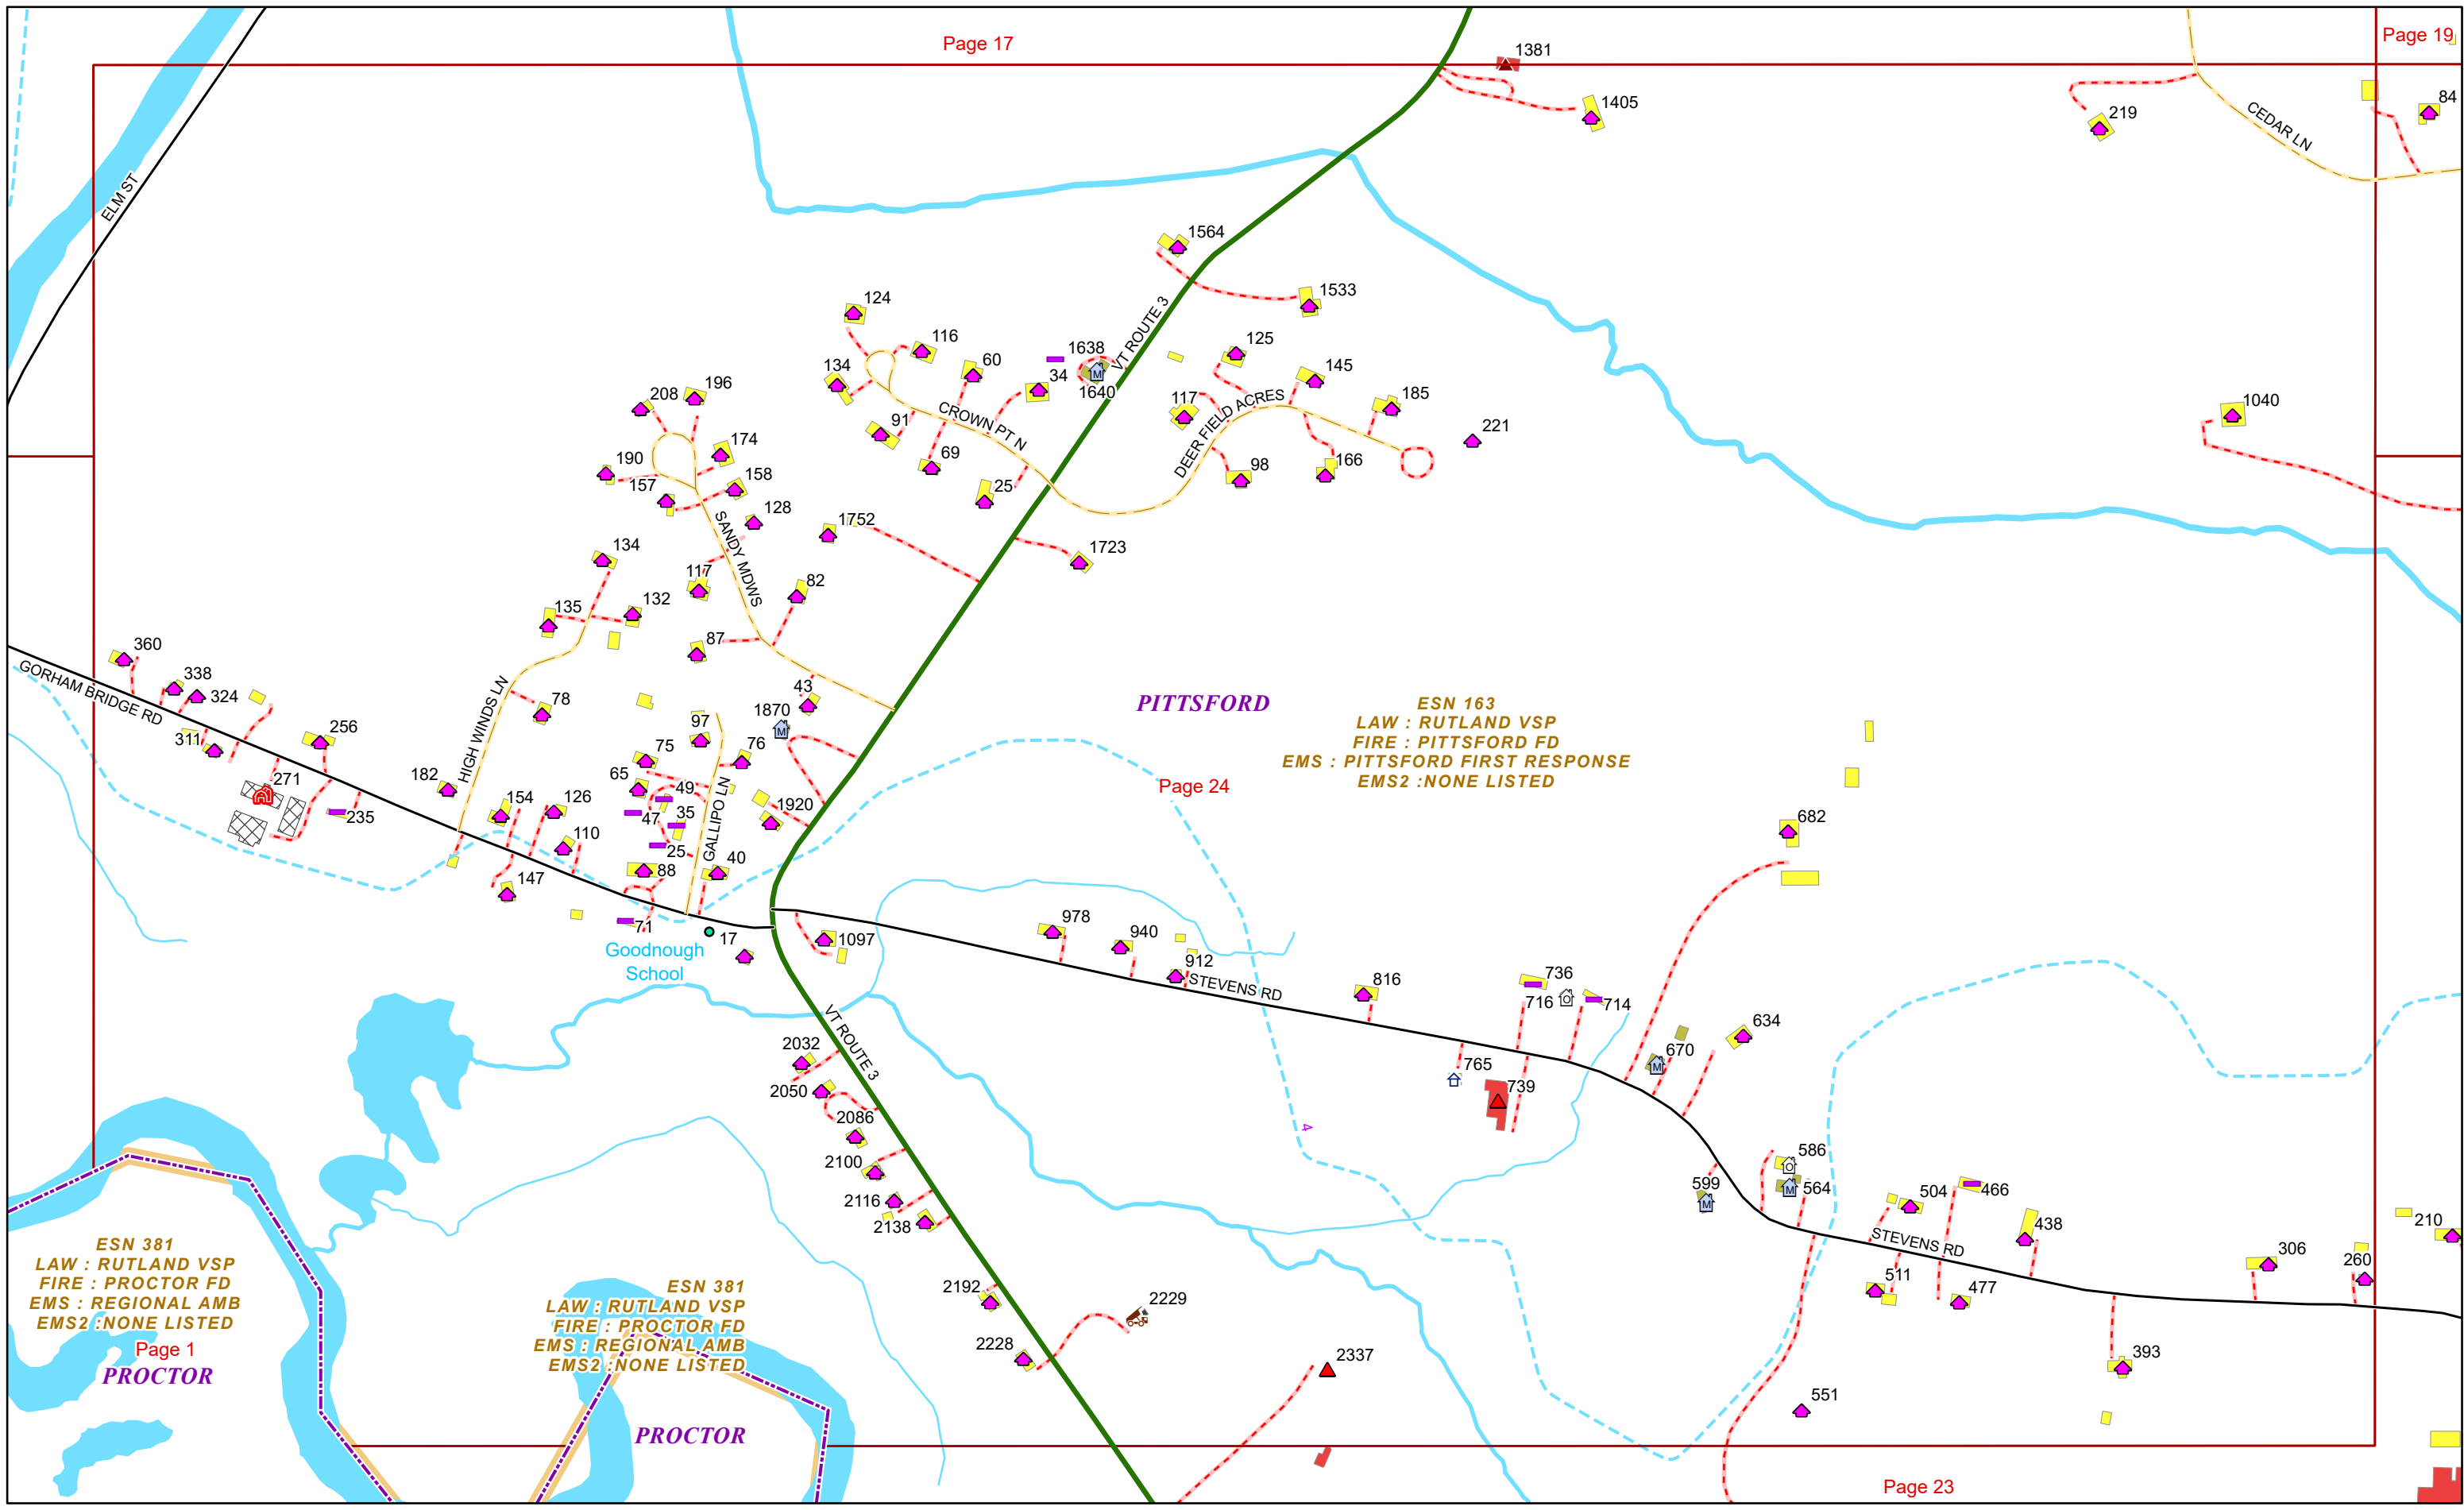 Page 17
Page 19
1381
1405
219
84
CEDAR LN
ELM ST
1564
1533
VT ROUTE 3
124
116
134
60
34
1638
1640
125
145
117
185
DEER FIELD ACRES
221
98
166
CROWN PT N
91
69
25
1040
208
196
174
190
158
157
128
SANDY MDWS
1752
1723
134
117
82
135
132
87
360
338
324
GORHAM BRIDGE RD
311
256
271
235
HIGH WINDS LN
78
43
1870
97
75
76
65
49
47
35
25
GALLIPO LN
1920
182
154
126
110
147
88
40
71
17
Goodnough
School
PITTSFORD
ESN 163
LAW : RUTLAND VSP
FIRE : PITTSFORD FD
EMS : PITTSFORD FIRST RESPONSE
EMS2 :NONE LISTED
Page 24
682
1097
978
940
912
STEVENS RD
816
736
716
714
765
739
670
634
4
VT ROUTE 3
2032
2050
2086
2100
2116
2138
2192
2228
2229
2337
599
586
564
504
466
438
STEVENS RD
511
477
306
260
210
393
551
ESN 381
LAW : RUTLAND VSP
FIRE : PROCTOR FD
EMS : REGIONAL AMB
EMS2 :NONE LISTED
Page 1
PROCTOR
ESN 381
LAW : RUTLAND VSP
FIRE : PROCTOR FD
EMS : REGIONAL AMB
EMS2 :NONE LISTED
PROCTOR
Page 23